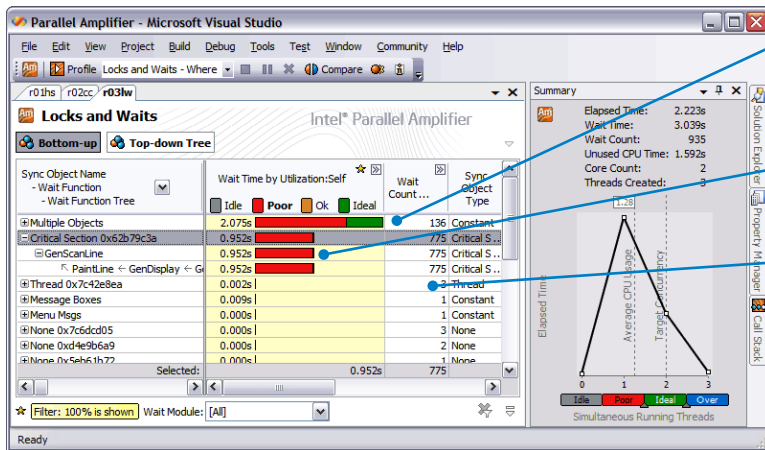 Parallel Amplifier - Microsoft Visual Studio
File Edit View Project Build Debug Tools Test Window Community Help
Am Profile Locks and Waits - Where Compare
r01hs r02cc r03lw
Am Locks and Waits
Intel® Parallel Amplifier
Bottom-up Top-down Tree
Sync Object Name
- Wait Function
- Wait Function Tree
Wait Time by Utilization:Self
Idle Poor Ok Ideal
Wait
Count...
Sync
Object
Type
Multiple Objects 2.075s 136 Constant
Critical Section 0x62b79c3a 0.952s 775 Critical S...
GenScanLine 0.952s 775 Critical S...
PaintLine ← GenDisplay ← G 0.952s 775 Critical S...
Thread 0x7c42e8ea 0.002s 3 Thread
Message Boxes 0.009s 1 Constant
Menu Msgs 0.000s 1 Constant
None 0x7c6dcd05 0.000s 3 None
None 0xd4e9b6a9 0.000s 2 None
None 0x5eb61b72 0.000s 1 None
Selected: 0.952s 775
Filter: 100% is shown Wait Module: [All]
Ready
Summary
Am
Elapsed Time: 2.223s
Wait Time: 3.039s
Wait Count: 935
Unused CPU Time: 1.592s
Core Count: 2
Threads Created: 3
1.28
Elapsed Time
Average CPU Usage
Target Concurrency
0 1 2 3
Idle Poor Ideal Over
Simultaneous Running Threads
Solution Explorer
Property Manager
Call Stack